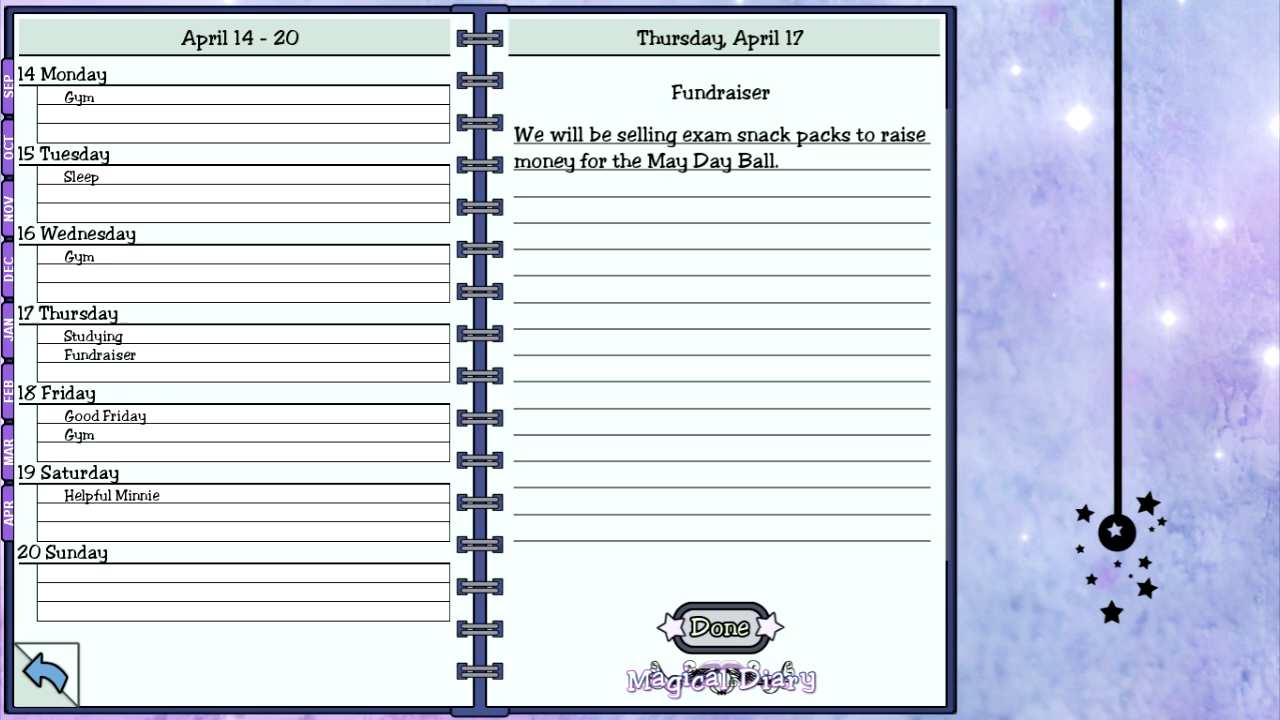 April 14 - 20
14 Monday
Gym
15 Tuesday
Sleep
16 Wednesday
Gym
17 Thursday
Studying
Fundraiser
18 Friday
Good Friday
Gym
19 Saturday
Helpful Minnie
20 Sunday
SEP
OCT
NOV
DEC
JAN
FEB
MAR
APR
Thursday, April 17
Fundraiser
We will be selling exam snack packs to raise
money for the May Day Ball.
Done
Magical Diary